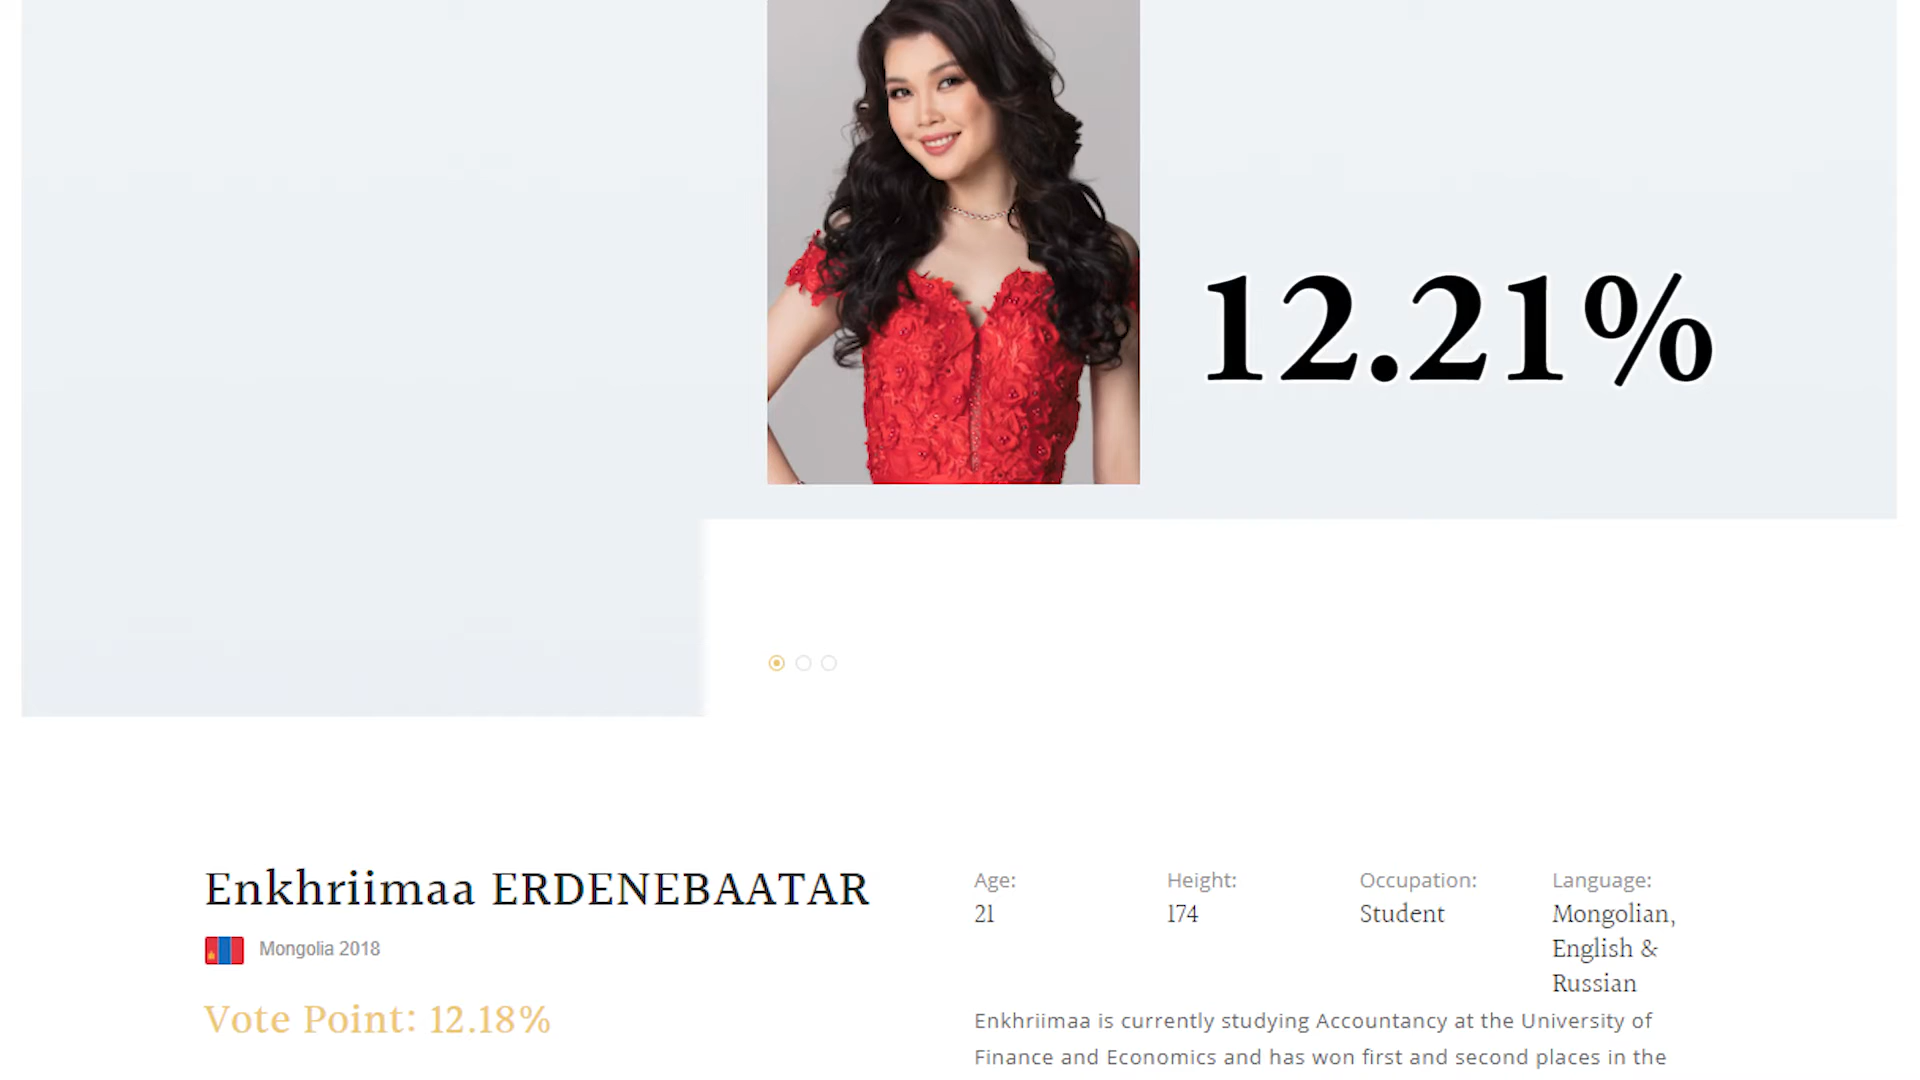 12.21%
Enkhriimaa ERDENEBAATAR
Mongolia 2018
Vote Point: 12.18%
Age:
21
Height:
174
Occupation:
Student
Language:
Mongolian,
English &
Russian
Enkhriimaa is currently studying Accountancy at the University of
Finance and Economics and has won first and second places in the